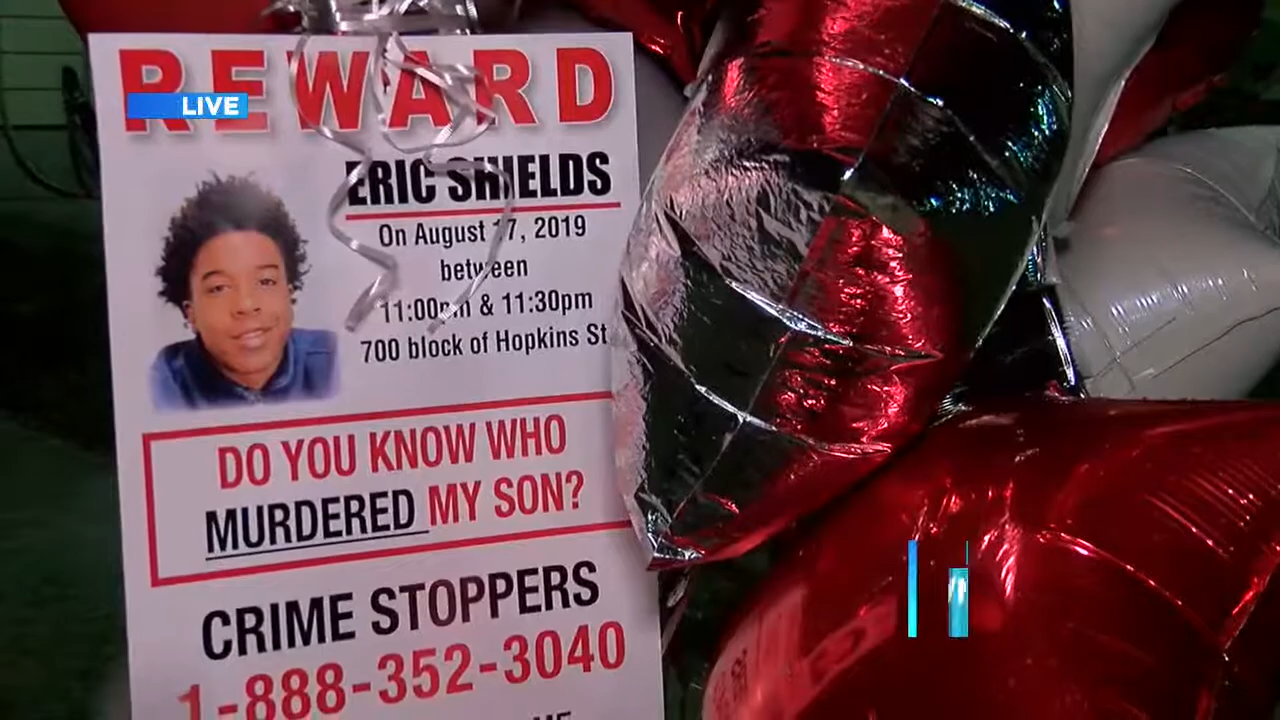 REWARD
LIVE
ERIC SHIELDS
On August 17, 2019
between
11:00pm & 11:30pm
700 block of Hopkins St
DO YOU KNOW WHO
MURDERED MY SON?
CRIME STOPPERS
1-888-352-3040